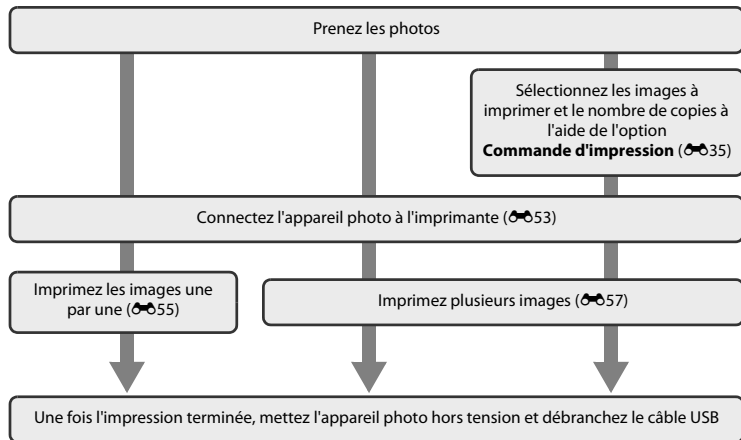 Prenez les photos
Sélectionnez les images à
imprimer et le nombre de copies à
l'aide de l'option
Commande d'impression (35)
Connectez l'appareil photo à l'imprimante (53)
Imprimez les images une
par une (55)
Imprimez plusieurs images (57)
Une fois l'impression terminée, mettez l'appareil photo hors tension et débranchez le câble USB